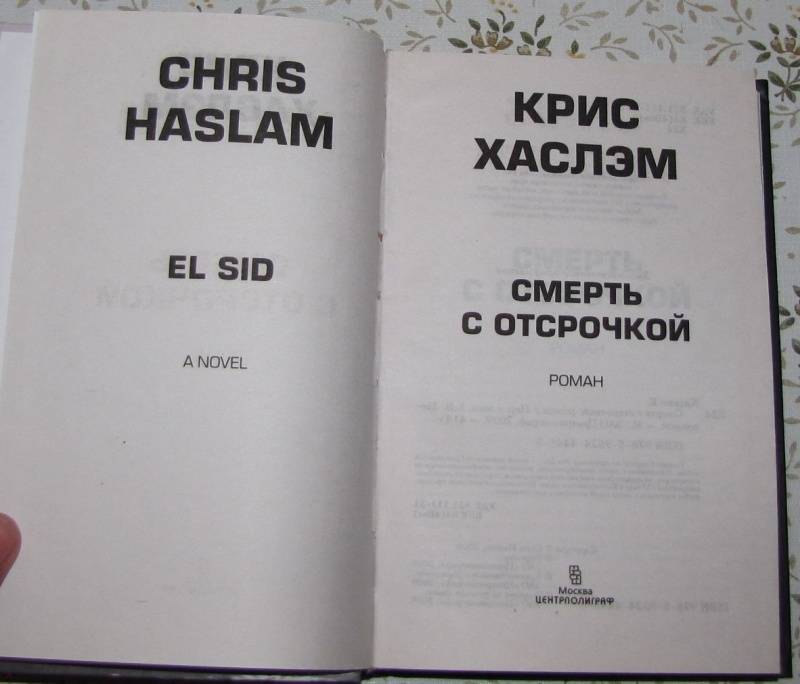 CHRIS
HASLAM
EL SID
A NOVEL
КРИС
ХАСЛЭМ
СМЕРТЬ
С ОТСРОЧКОЙ
РОМАН
Москва
ЦЕНТРПОЛИГРАФ